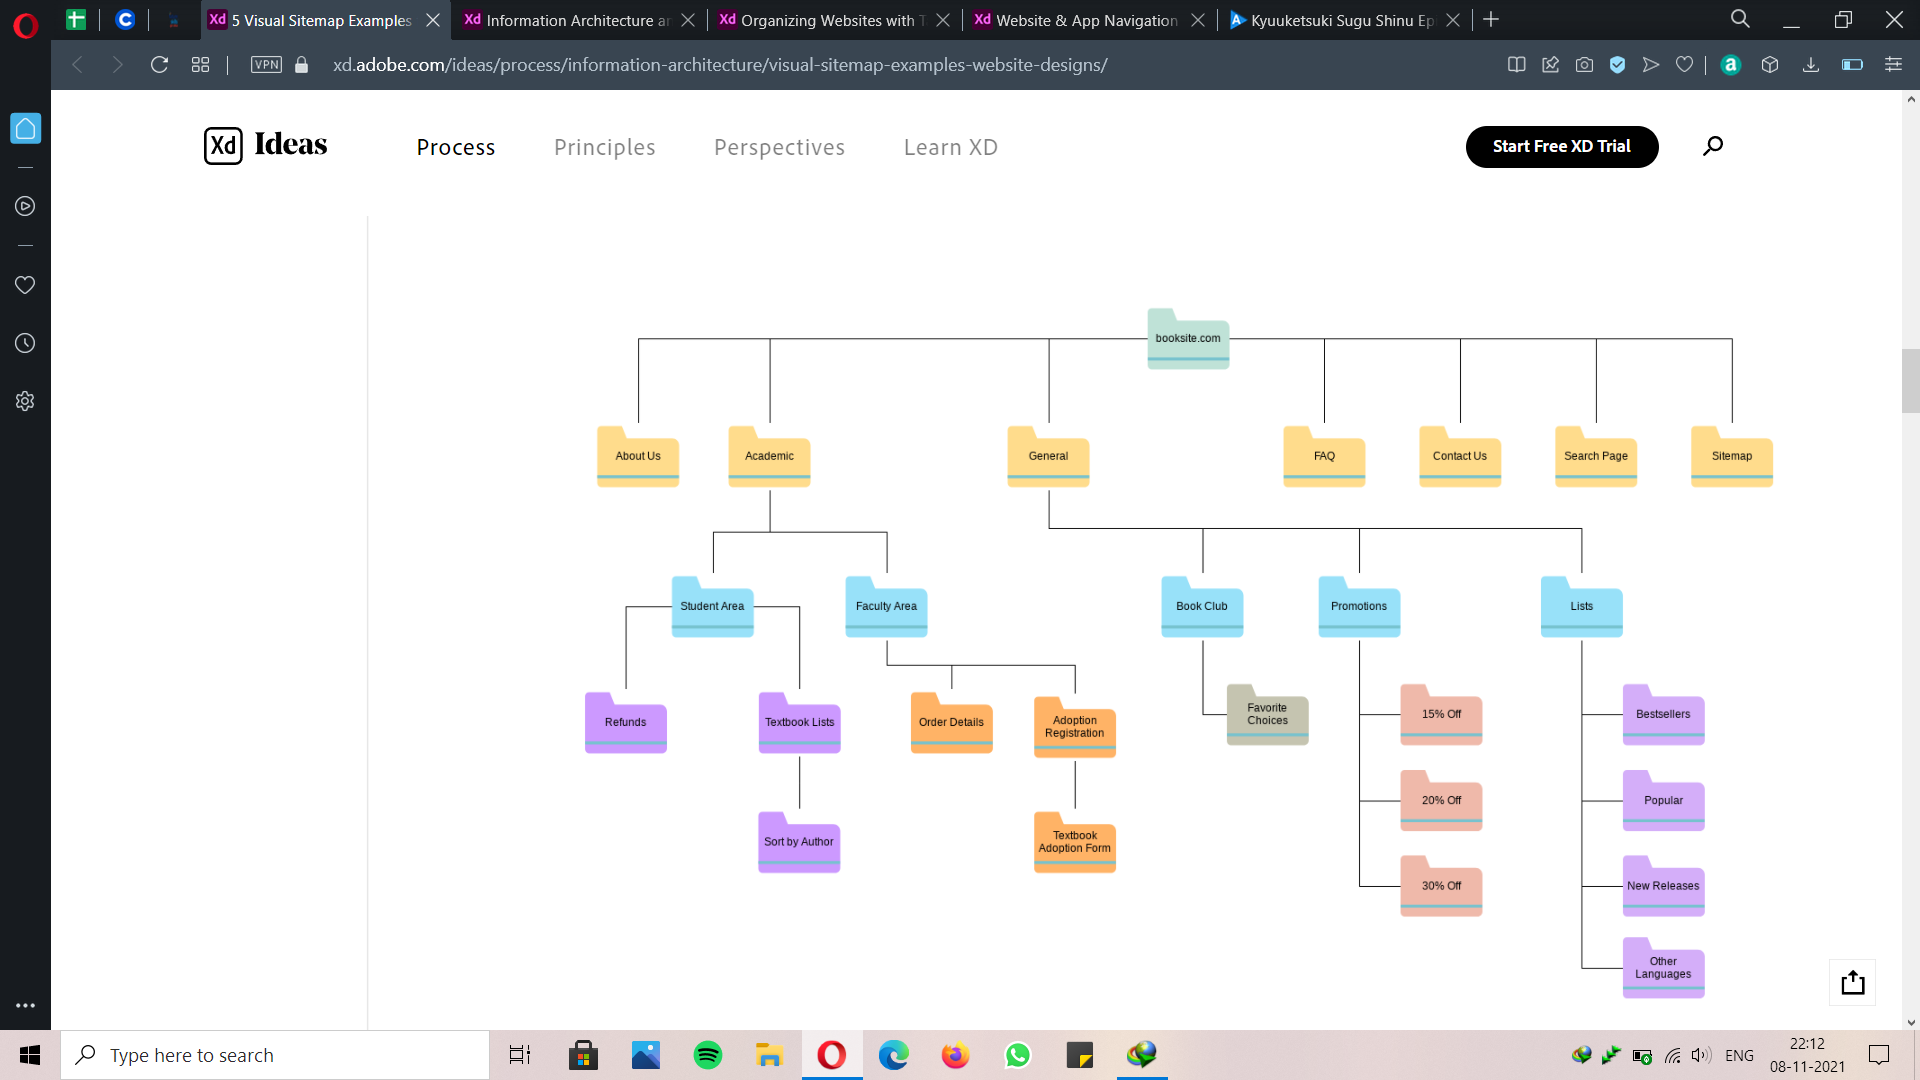 5 Visual Sitemap Examples
Xd Information Architecture ar
Xd Organizing Websites with T
Xd Website & App Navigation
Kyuuketsuki Sugu Shinu Ep
VPN
xd.adobe.com/ideas/process/information-architecture/visual-sitemap-examples-website-designs/
Xd Ideas
Process
Principles
Perspectives
Learn XD
Start Free XD Trial
booksite.com
About Us
Academic
General
FAQ
Contact Us
Search Page
Sitemap
Student Area
Faculty Area
Book Club
Promotions
Lists
Refunds
Textbook Lists
Order Details
Adoption
Registration
Favorite
Choices
15% Off
Bestsellers
20% Off
Popular
Sort by Author
Textbook
Adoption Form
30% Off
New Releases
Other
Languages
Type here to search
ENG
22:12
08-11-2021